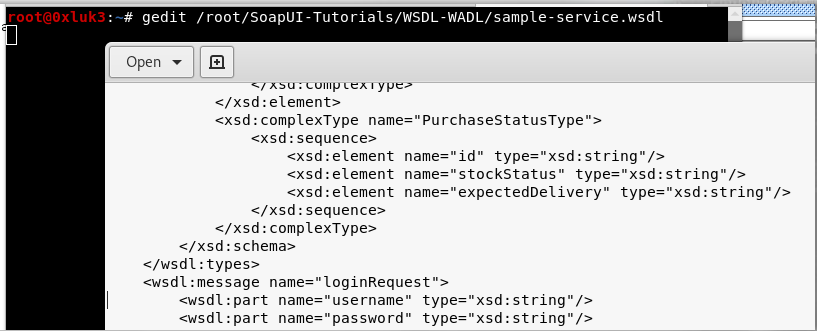 root@0xluk3:~# gedit /root/SoapUI-Tutorials/WSDL-WADL/sample-service.wsdl
Open
</xsd:complexType>
</xsd:element>
<xsd:complexType name="PurchaseStatusType">
<xsd:sequence>
<xsd:element name="id" type="xsd:string"/>
<xsd:element name="stockStatus" type="xsd:string"/>
<xsd:element name="expectedDelivery" type="xsd:string"/>
</xsd:sequence>
</xsd:complexType>
</xsd:schema>
</wsdl:types>
<wsdl:message name="loginRequest">
<wsdl:part name="username" type="xsd:string"/>
<wsdl:part name="password" type="xsd:string"/>